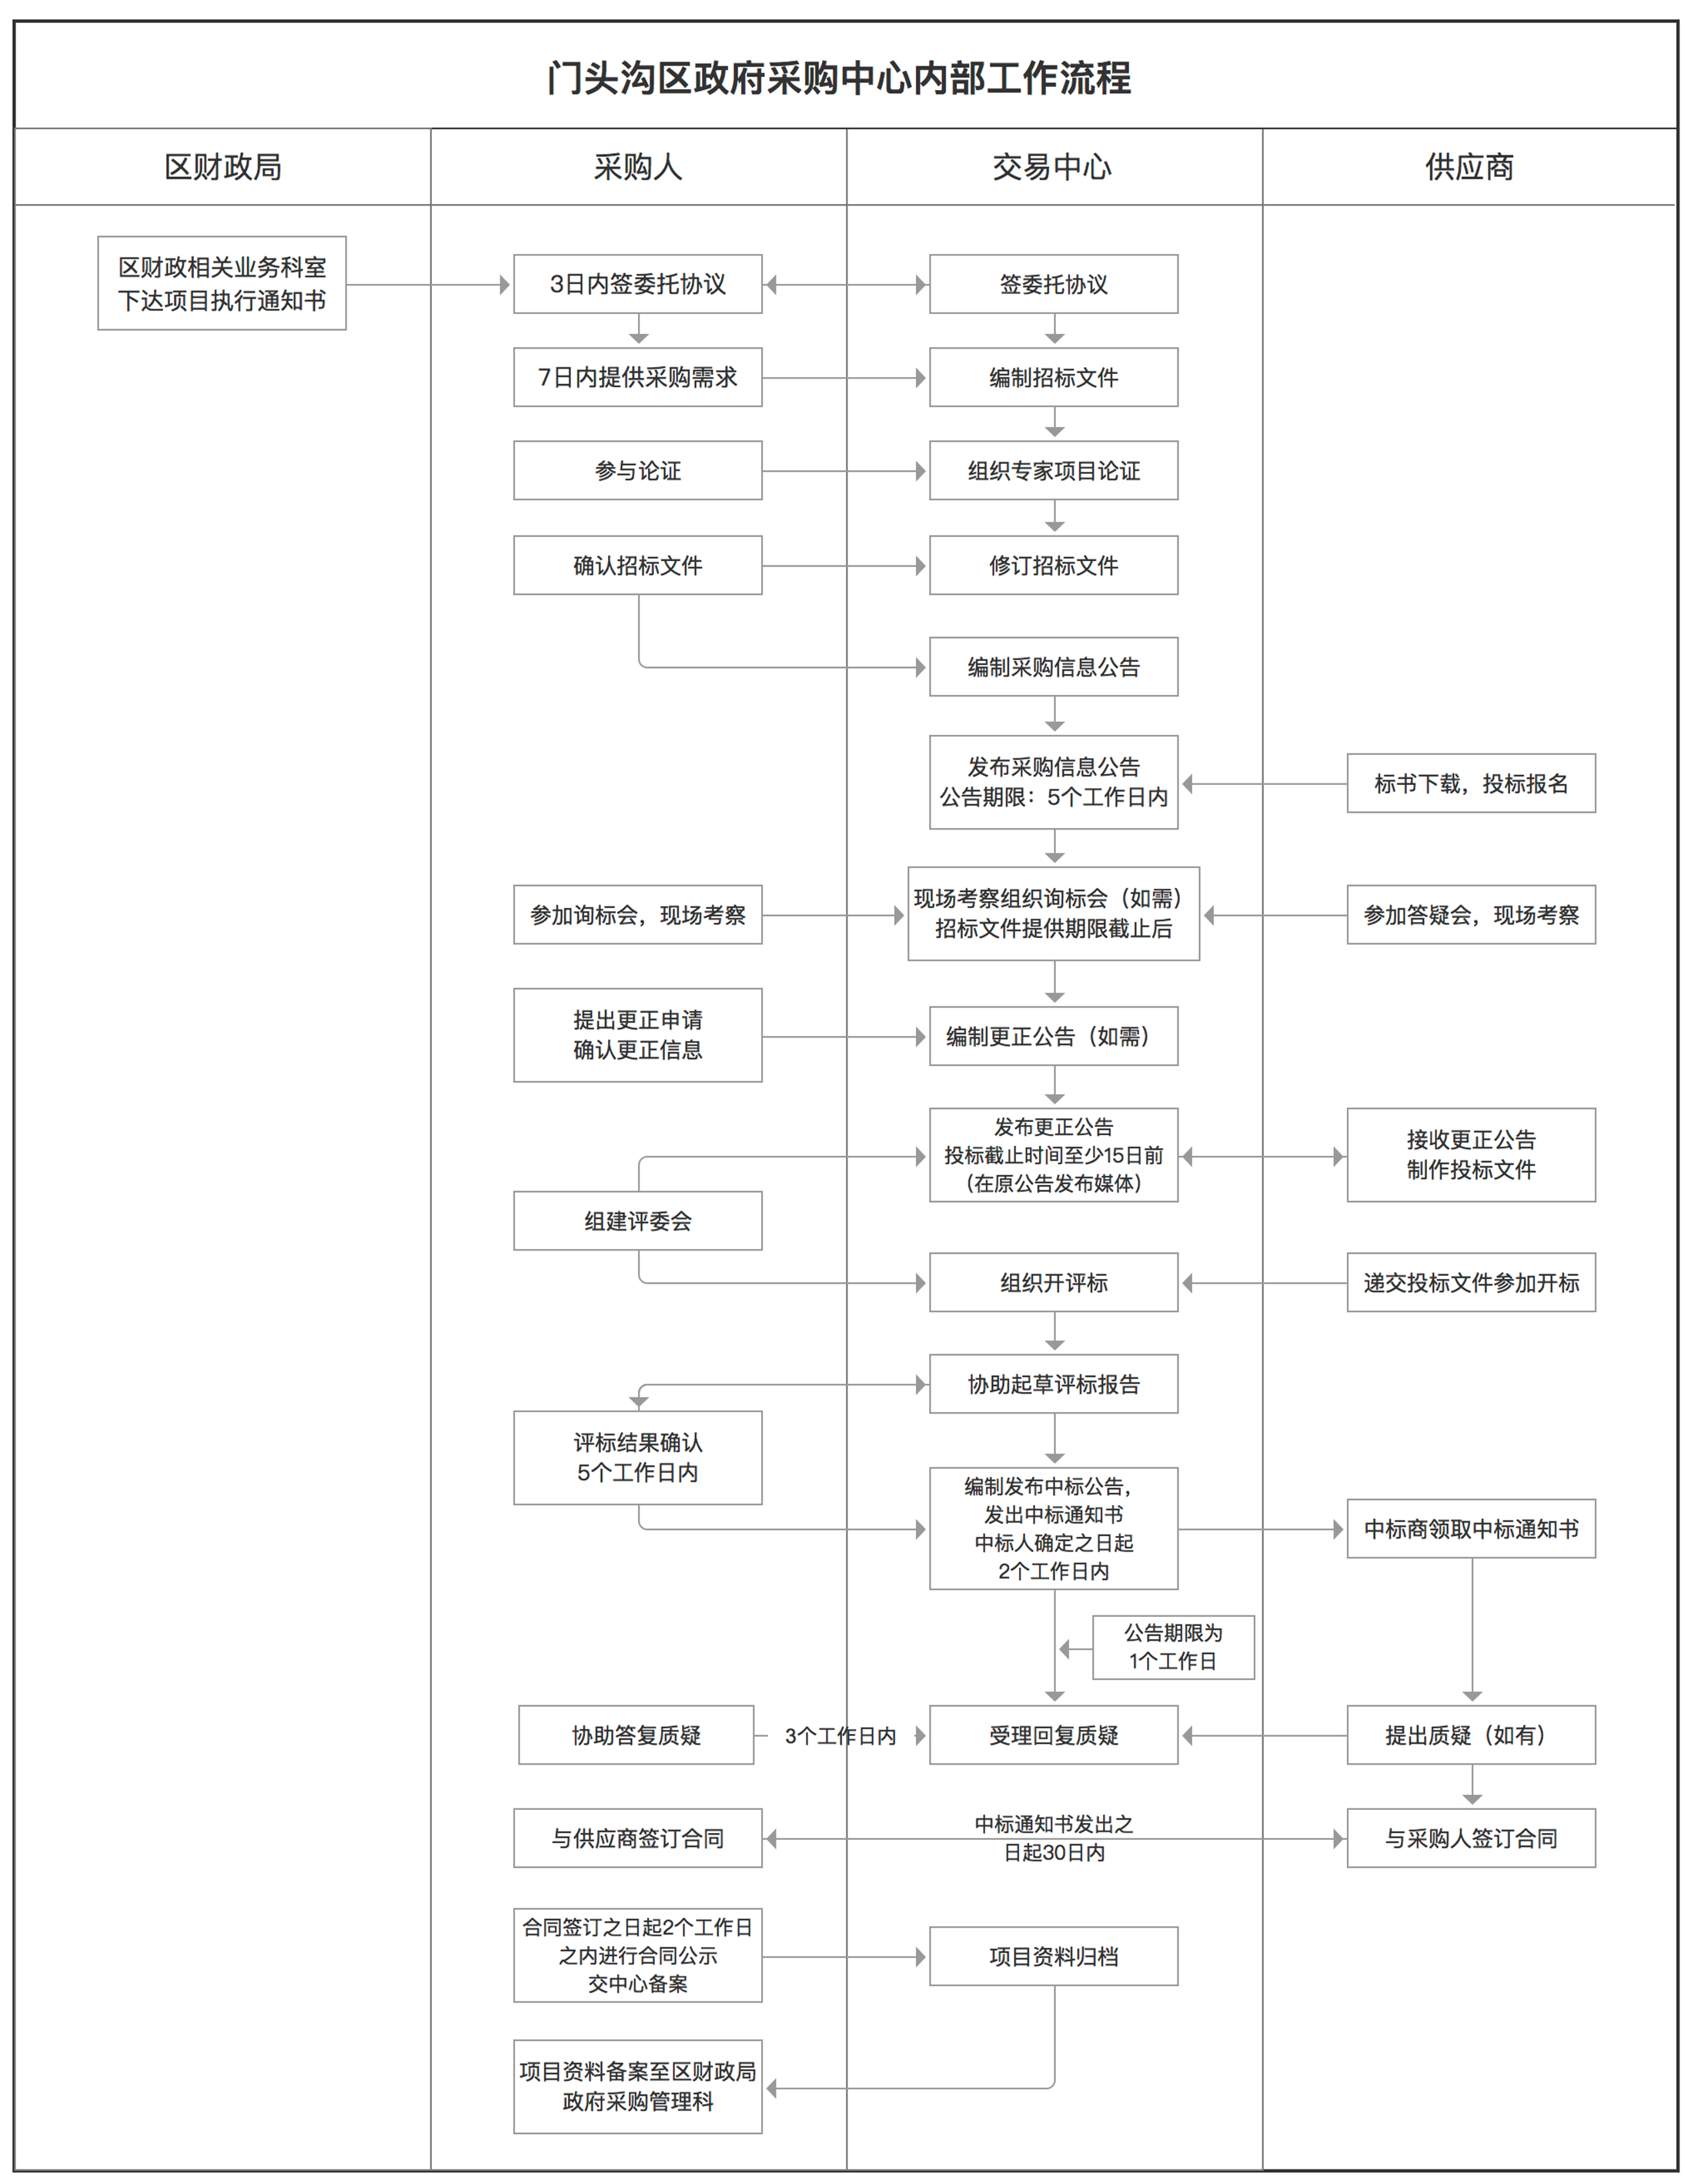 门头沟区政府采购中心内部工作流程
区财政局
采购人
交易中心
供应商
区财政相关业务科室
下达项目执行通知书
3日内签委托协议
签委托协议
7日内提供采购需求
编制招标文件
参与论证
组织专家项目论证
确认招标文件
修订招标文件
编制采购信息公告
发布采购信息公告
公告期限：5个工作日内
标书下载，投标报名
参加询标会，现场考察
现场考察组织询标会（如需）
招标文件提供期限截止后
参加答疑会，现场考察
提出更正申请
确认更正信息
编制更正公告（如需）
发布更正公告
投标截止时间至少15日前
（在原公告发布媒体）
接收更正公告
制作投标文件
组建评委会
组织开评标
递交投标文件参加开标
协助起草评标报告
评标结果确认
5个工作日内
编制发布中标公告，
发出中标通知书
中标人确定之日起
2个工作日内
中标商领取中标通知书
公告期限为
1个工作日
协助答复质疑
3个工作日内
受理回复质疑
提出质疑（如有）
与供应商签订合同
中标通知书发出之
日起30日内
与采购人签订合同
合同签订之日起2个工作日
之内进行合同公示
交中心备案
项目资料归档
项目资料备案至区财政局
政府采购管理科